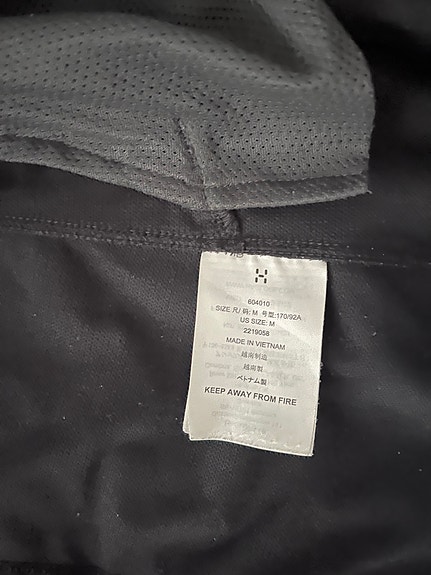 604010
SIZE 尺/ 码: M 号型:170/92A
US SIZE: M
2219058
MADE IN VIETNAM
越南制造
越南製
ベトナム製
KEEP AWAY FROM FIRE